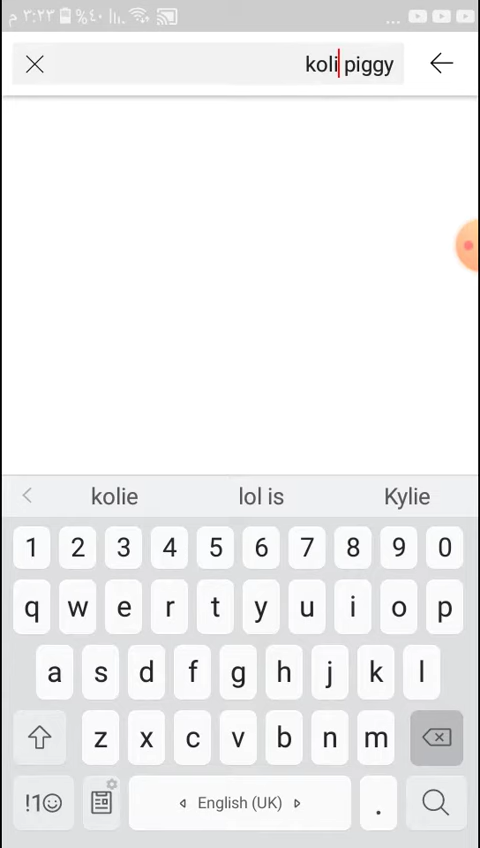 م ٣:٢٣ %٤٠ ...
koli piggy
kolie lol is Kylie
1 2 3 4 5 6 7 8 9 0
q w e r t y u i o p
a s d f g h j k l
z x c v b n m
!1☺ English (UK) .